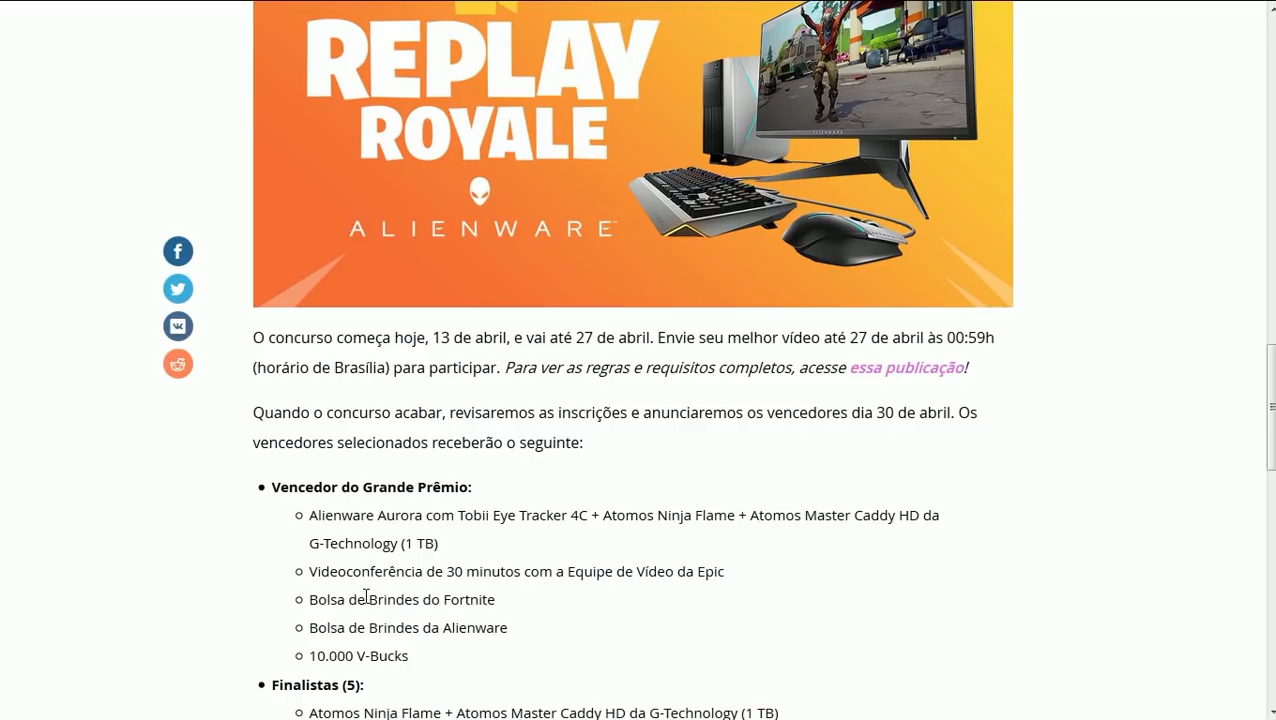 REPLAY
ROYALE
ALIENWARE
ALIENWARE
O concurso começa hoje, 13 de abril, e vai até 27 de abril. Envie seu melhor vídeo até 27 de abril às 00:59h
(horário de Brasília) para participar. Para ver as regras e requisitos completos, acesse essa publicação!
Quando o concurso acabar, revisaremos as inscrições e anunciaremos os vencedores dia 30 de abril. Os
vencedores selecionados receberão o seguinte:
Vencedor do Grande Prêmio:
Alienware Aurora com Tobii Eye Tracker 4C + Atomos Ninja Flame + Atomos Master Caddy HD da
G-Technology (1 TB)
Videoconferência de 30 minutos com a Equipe de Vídeo da Epic
Bolsa de Brindes do Fortnite
Bolsa de Brindes da Alienware
10.000 V-Bucks
Finalistas (5):
Atomos Ninja Flame + Atomos Master Caddy HD da G-Technology (1 TB)